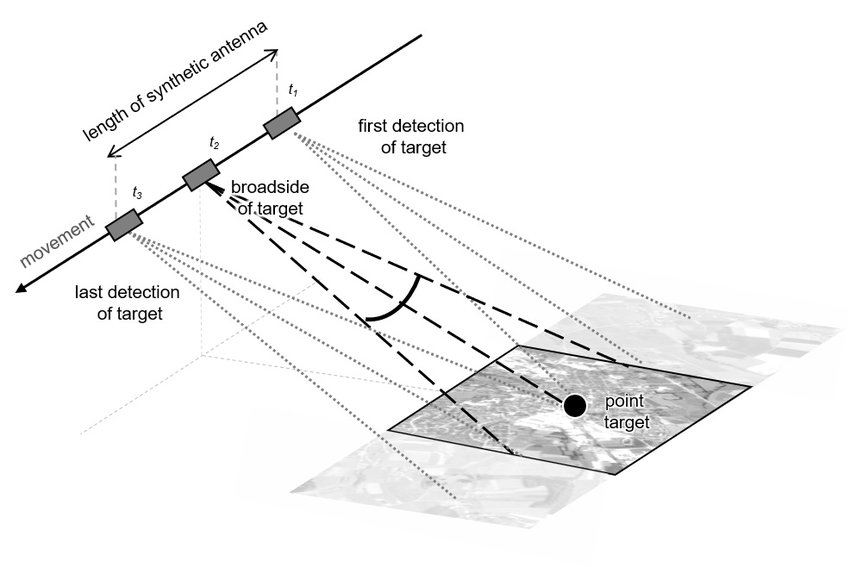 length of synthetic antenna
t1
first detection
of target
t2
broadside
of target
t3
movement
last detection
of target
point
target